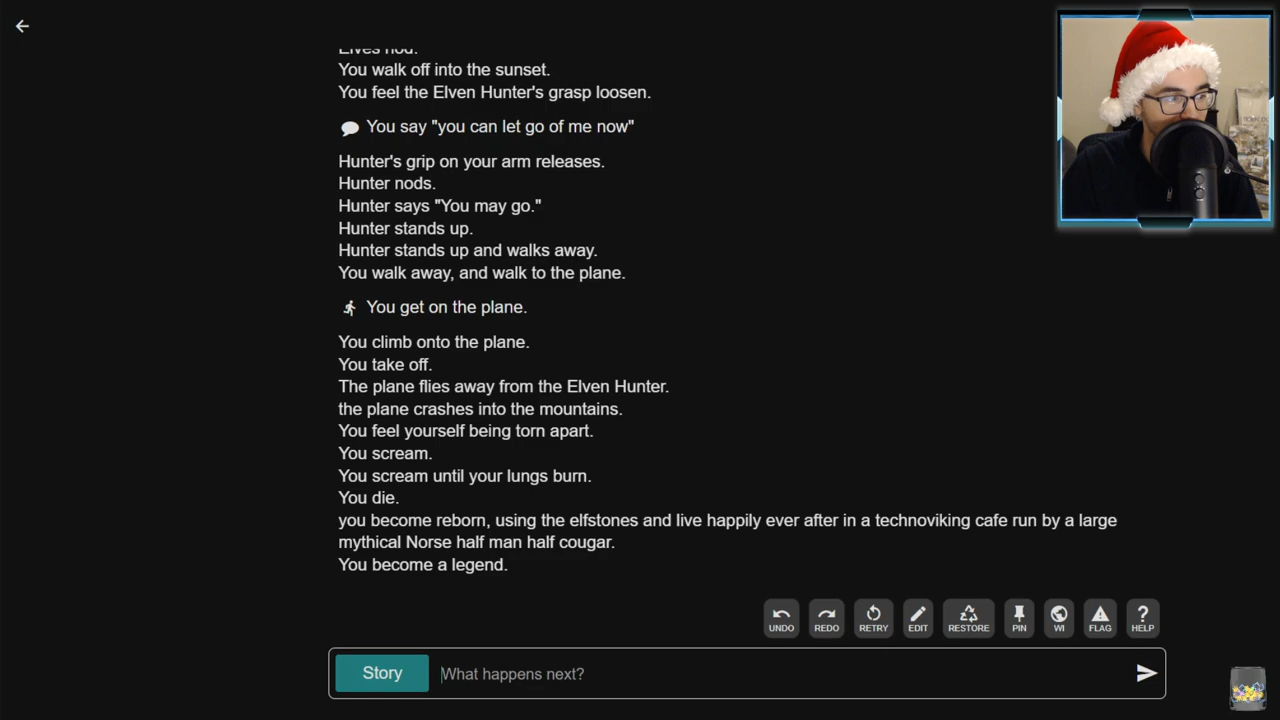 Elves nod.
You walk off into the sunset.
You feel the Elven Hunter's grasp loosen.
You say "you can let go of me now"
Hunter's grip on your arm releases.
Hunter nods.
Hunter says "You may go."
Hunter stands up.
Hunter stands up and walks away.
You walk away, and walk to the plane.
You get on the plane.
You climb onto the plane.
You take off.
The plane flies away from the Elven Hunter.
the plane crashes into the mountains.
You feel yourself being torn apart.
You scream.
You scream until your lungs burn.
You die.
you become reborn, using the elfstones and live happily ever after in a technoviking cafe run by a large
mythical Norse half man half cougar.
You become a legend.
UNDO REDO RETRY EDIT RESTORE PIN WI FLAG HELP
Story What happens next?